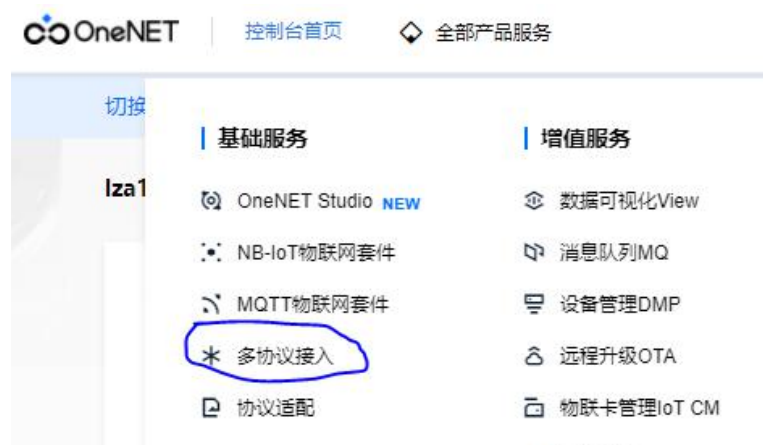 OneNET 控制台首页 全部产品服务
切换
基础服务 增值服务
lza1
OneNET Studio NEW 数据可视化View
NB-IoT物联网套件 消息队列MQ
MQTT物联网套件 设备管理DMP
多协议接入 远程升级OTA
协议适配 物联卡管理IoT CM